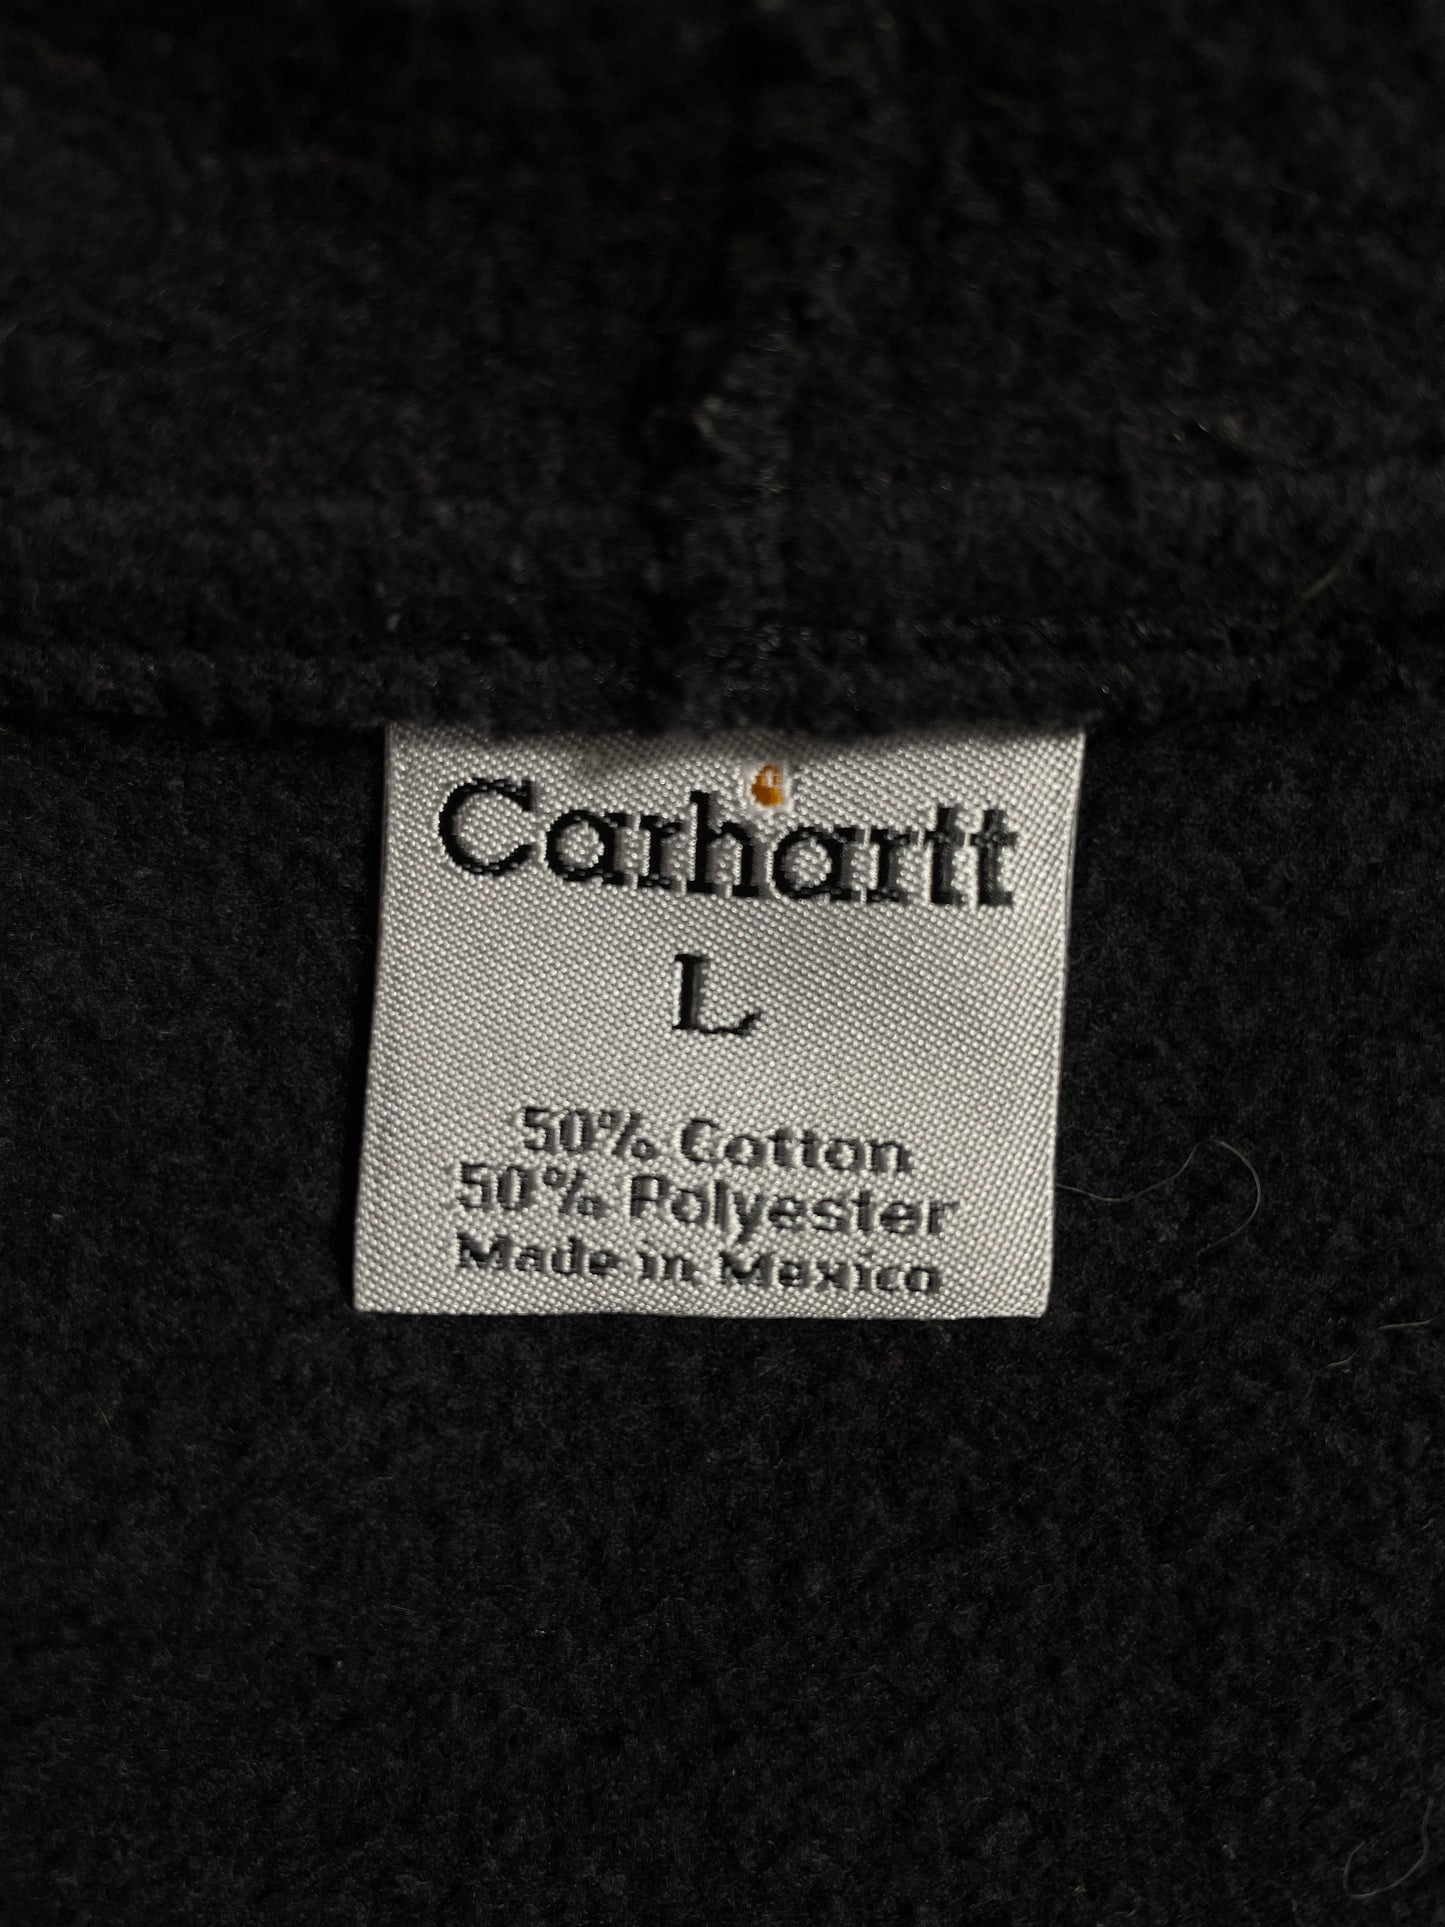 Carhartt
L
50% Cotton
50% Polyester
Made in Mexico